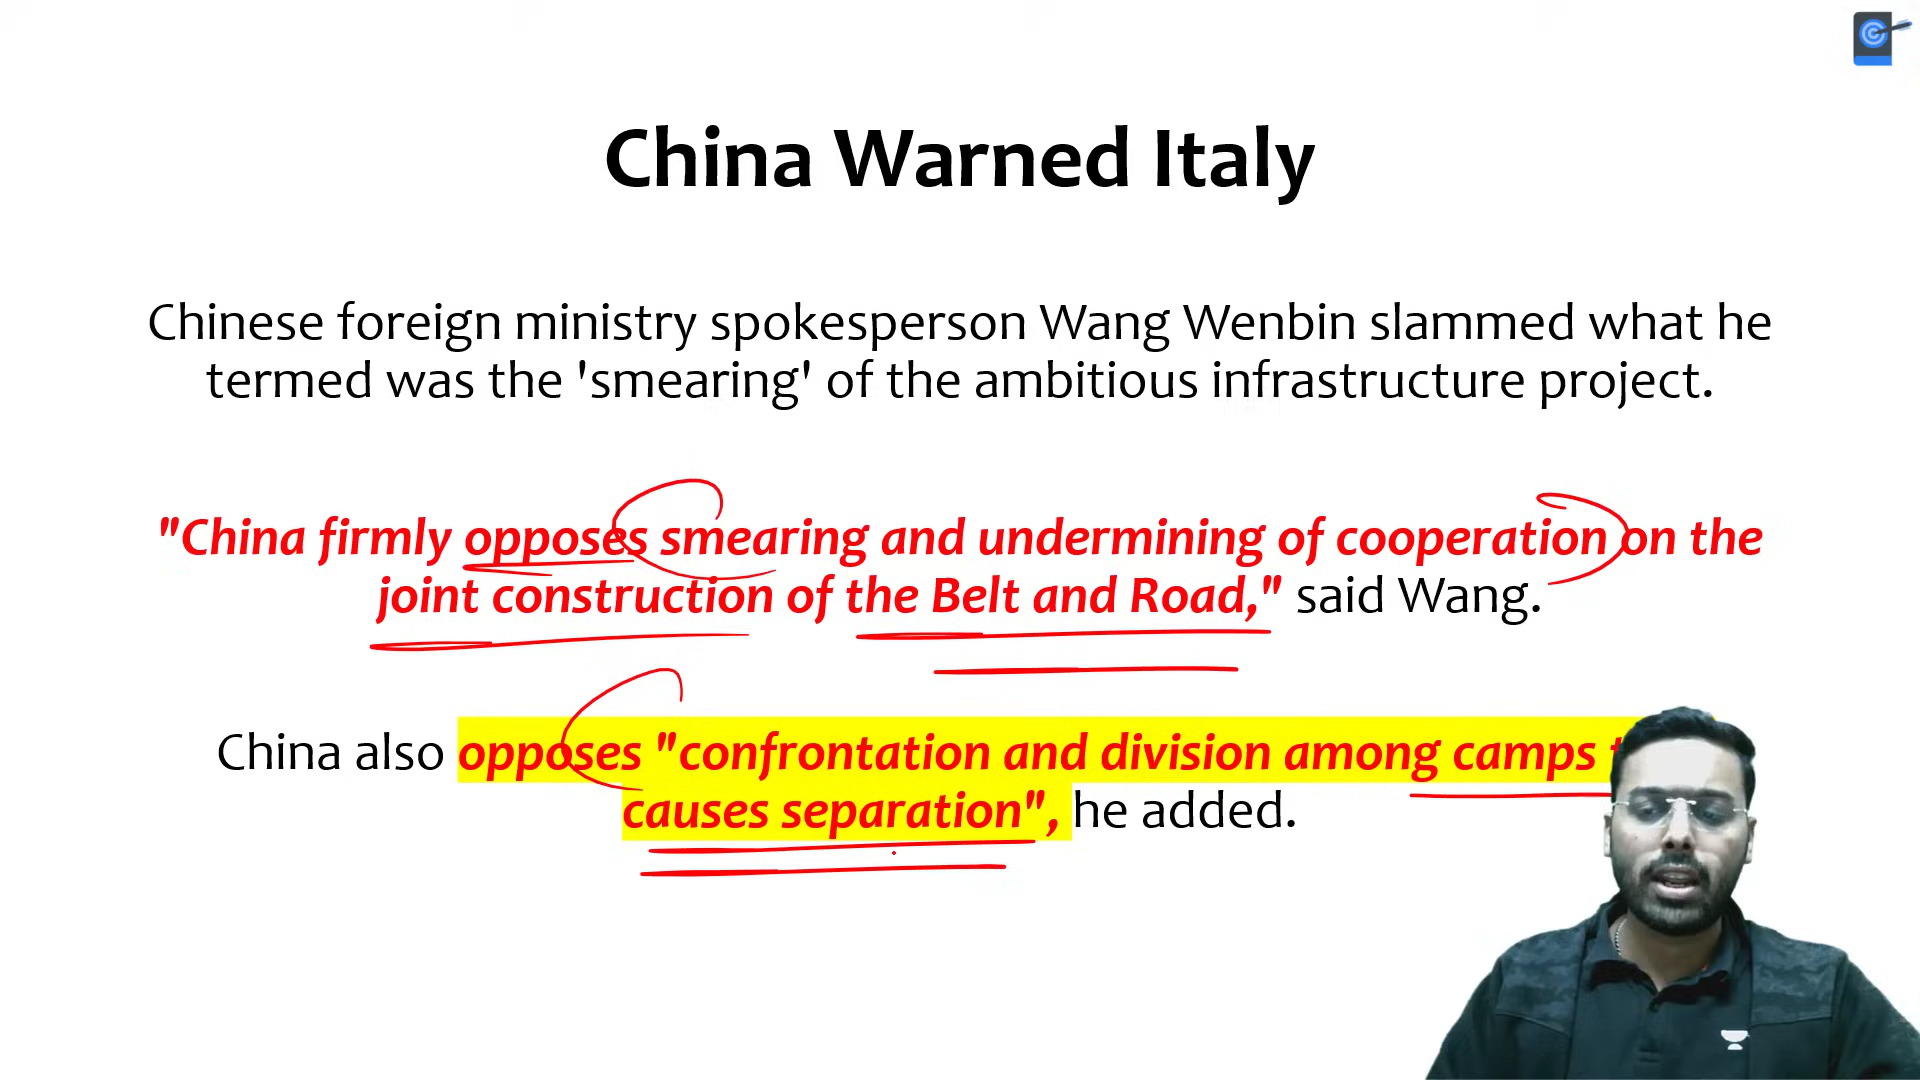 China Warned Italy
Chinese foreign ministry spokesperson Wang Wenbin slammed what he
termed was the 'smearing' of the ambitious infrastructure project.
"China firmly opposes smearing and undermining of cooperation on the
joint construction of the Belt and Road," said Wang.
China also opposes "confrontation and division among camps
causes separation", he added.